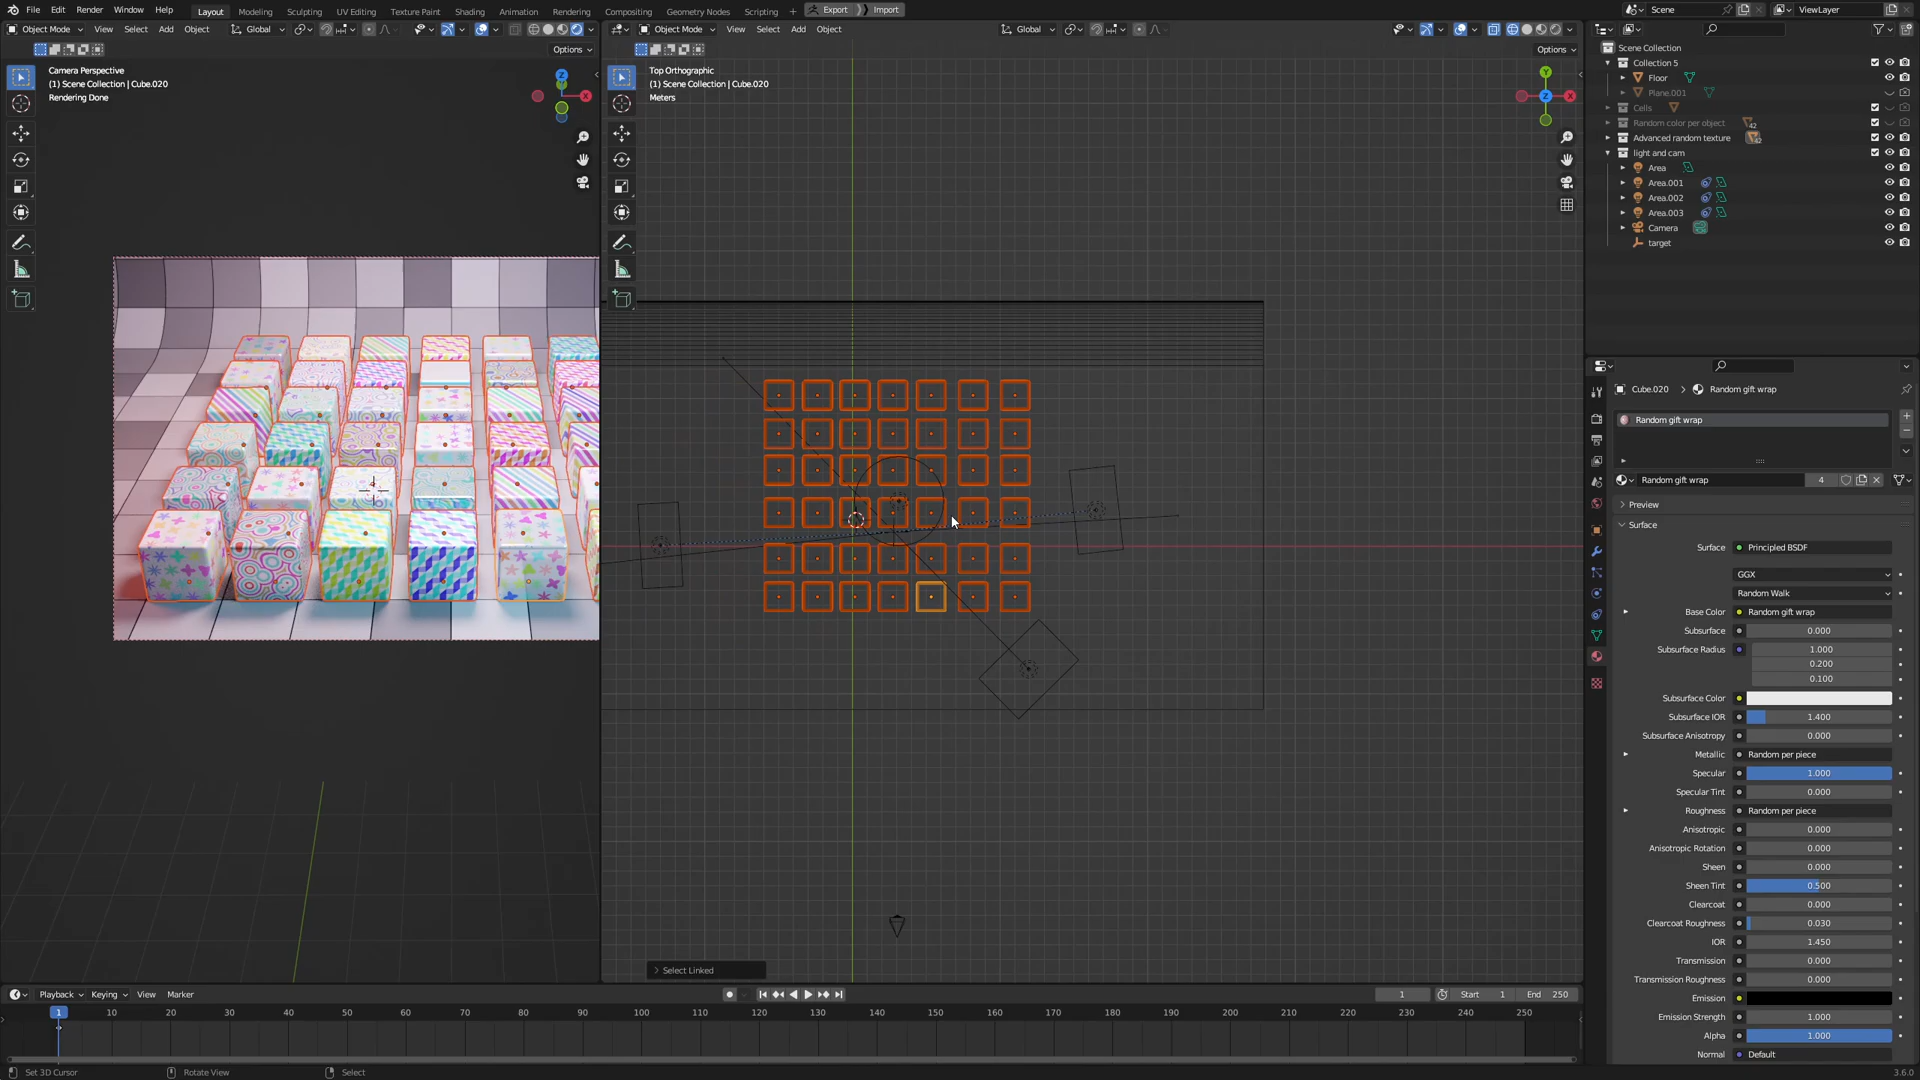 File Edit Render Window Help Layout Modeling Sculpting UV Editing Texture Paint Shading Animation Rendering Compositing Geometry Nodes Scripting + Export Import Scene ViewLayer
Object Mode View Select Add Object Global
Object Mode View Select Add Object Global
Options
Options
Camera Perspective
(1) Scene Collection | Cube.020
Rendering Done
Top Orthographic
(1) Scene Collection | Cube.020
Meters
Z
X
Y
Z
X
Scene Collection
Collection 5
Floor
Plane.001
Cells
Random color per object
42
Advanced random texture
42
light and cam
Area
Area.001
Area.002
Area.003
Camera
target
Cube.020 > Random gift wrap
Random gift wrap
Random gift wrap 4
Preview
Surface
Surface Principled BSDF
GGX
Random Walk
Base Color Random gift wrap
Subsurface 0.000
Subsurface Radius 1.000
0.200
0.100
Subsurface Color
Subsurface IOR 1.400
Subsurface Anisotropy 0.000
Metallic Random per piece
Specular 1.000
Specular Tint 0.000
Roughness Random per piece
Anisotropic 0.000
Anisotropic Rotation 0.000
Sheen 0.000
Sheen Tint 0.500
Clearcoat 0.000
Clearcoat Roughness 0.030
IOR 1.450
Transmission 0.000
Transmission Roughness 0.000
Emission
Emission Strength 1.000
Alpha 1.000
Normal Default
Select Linked
Playback Keying View Marker 1 Start 1 End 250
1 10 20 30 40 50 60 70 80 90 100 110 120 130 140 150 160 170 180 190 200 210 220 230 240 250
Set 3D Cursor Rotate View Select 3.6.0